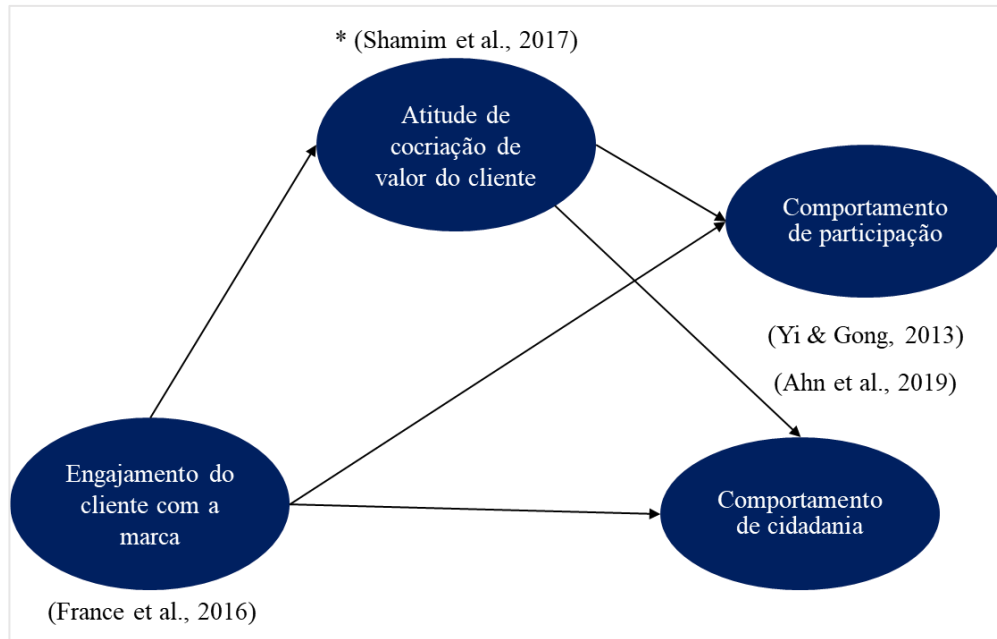 * (Shamim et al., 2017)
Atitude de
cocriação de
valor do cliente
Comportamento
de participação
(Yi & Gong, 2013)
(Ahn et al., 2019)
Engajamento do
cliente com a
marca
Comportamento
de cidadania
(France et al., 2016)